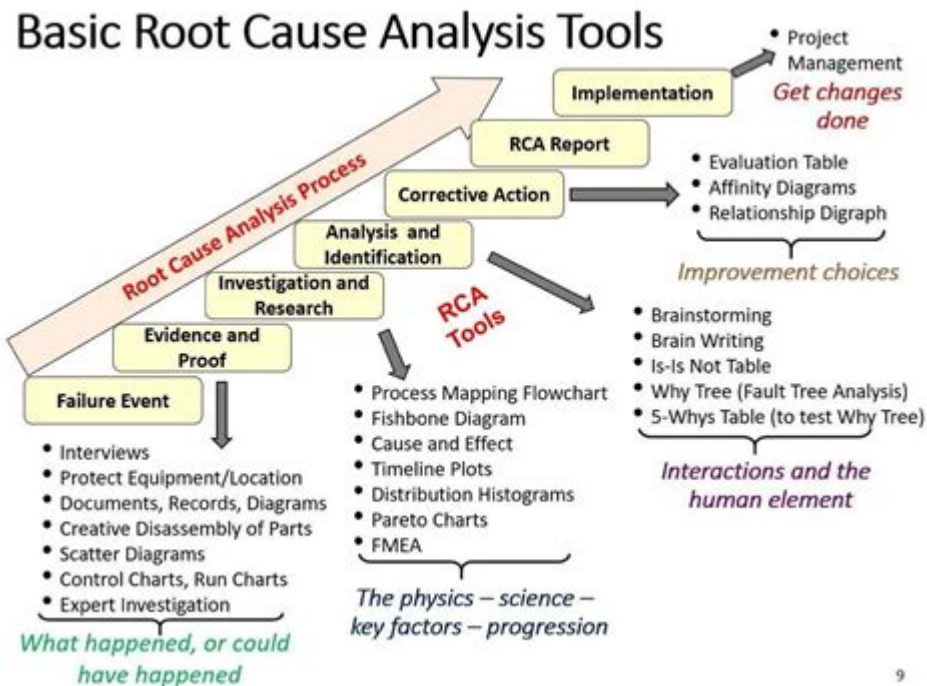 Basic Root Cause Analysis Tools
Root Cause Analysis Process
Failure Event
Evidence and
Proof
Investigation and
Research
Analysis and
Identification
Corrective Action
RCA Report
Implementation
RCA
Tools
• Interviews
• Protect Equipment/Location
• Documents, Records, Diagrams
• Creative Disassembly of Parts
• Scatter Diagrams
• Control Charts, Run Charts
• Expert Investigation
What happened, or could
have happened
• Process Mapping Flowchart
• Fishbone Diagram
• Cause and Effect
• Timeline Plots
• Distribution Histograms
• Pareto Charts
• FMEA
The physics – science –
key factors – progression
• Brainstorming
• Brain Writing
• Is-Is Not Table
• Why Tree (Fault Tree Analysis)
• 5-Whys Table (to test Why Tree)
Interactions and the
human element
• Evaluation Table
• Affinity Diagrams
• Relationship Digraph
Improvement choices
• Project
Management
Get changes
done
9